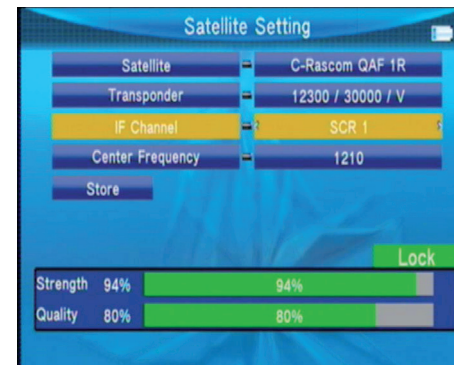 Satellite Setting
Satellite C-Rascom QAF 1R
Transponder 12300 / 30000 / V
IF Channel SCR 1
Center Frequency 1210
Store
Lock
Strength 94% 94%
Quality 80% 80%